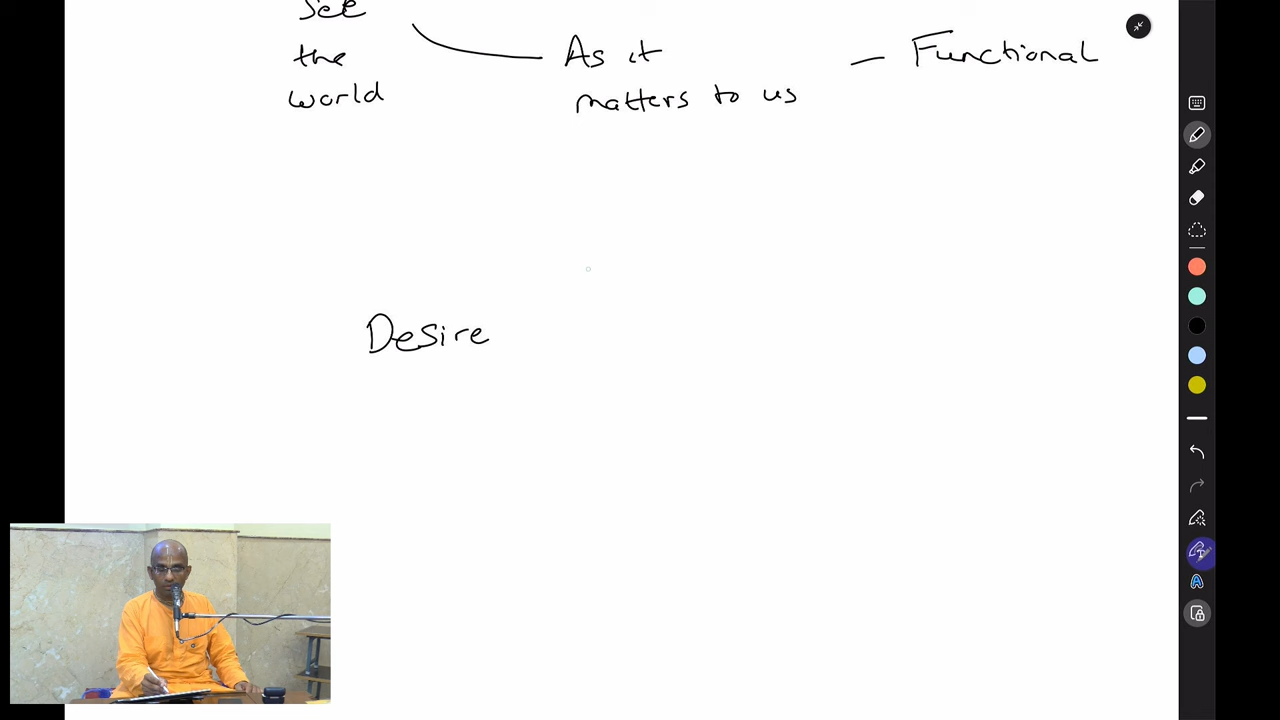 See
the
world
As it
matters to us
— Functional
Desire